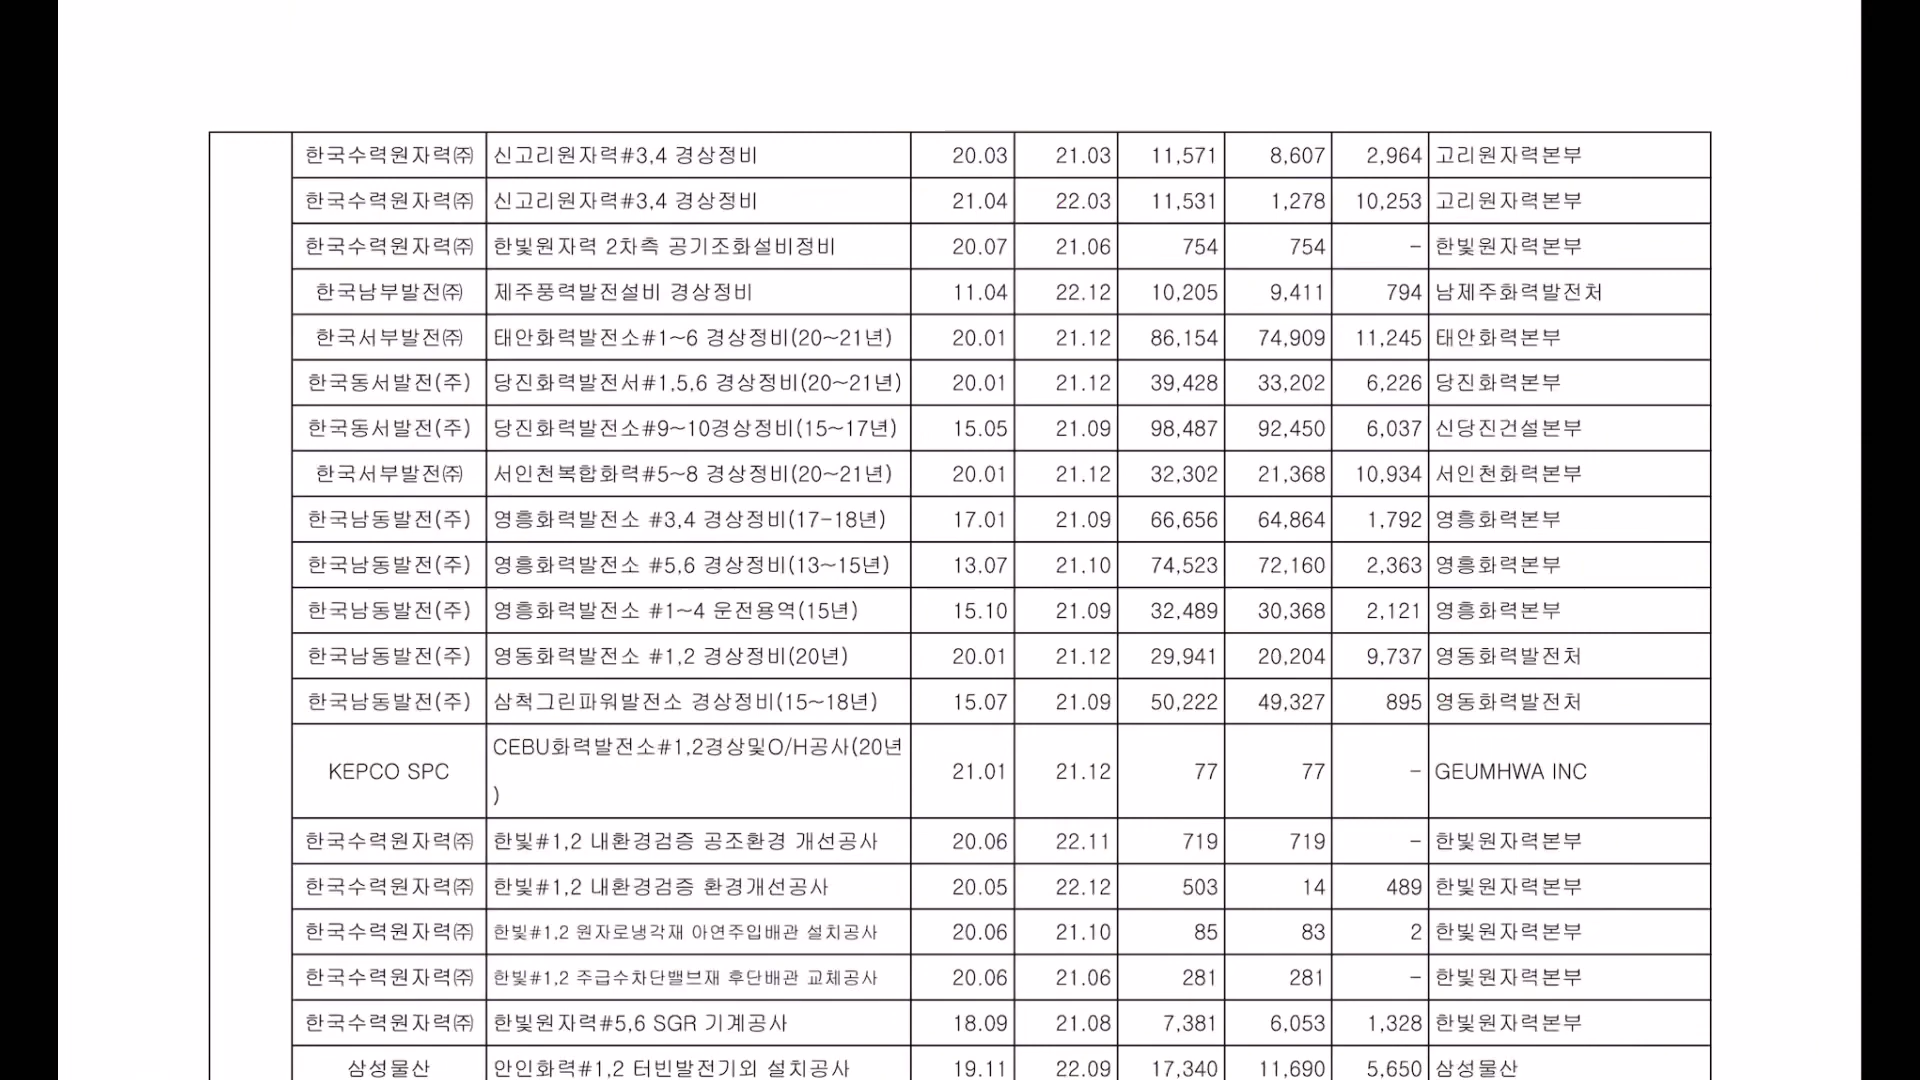 한국수력원자력㈜ 신고리원자력#3,4 경상정비 20.03 21.03 11,571 8,607 2,964 고리원자력본부
한국수력원자력㈜ 신고리원자력#3,4 경상정비 21.04 22.03 11,531 1,278 10,253 고리원자력본부
한국수력원자력㈜ 한빛원자력 2차측 공기조화설비정비 20.07 21.06 754 754 - 한빛원자력본부
한국남부발전㈜ 제주풍력발전설비 경상정비 11.04 22.12 10,205 9,411 794 남제주화력발전처
한국서부발전㈜ 태안화력발전소#1~6 경상정비(20~21년) 20.01 21.12 86,154 74,909 11,245 태안화력본부
한국동서발전(주) 당진화력발전서#1,5,6 경상정비(20~21년) 20.01 21.12 39,428 33,202 6,226 당진화력본부
한국동서발전(주) 당진화력발전소#9~10경상정비(15~17년) 15.05 21.09 98,487 92,450 6,037 신당진건설본부
한국서부발전㈜ 서인천복합화력#5~8 경상정비(20~21년) 20.01 21.12 32,302 21,368 10,934 서인천화력본부
한국남동발전(주) 영흥화력발전소 #3,4 경상정비(17-18년) 17.01 21.09 66,656 64,864 1,792 영흥화력본부
한국남동발전(주) 영흥화력발전소 #5,6 경상정비(13~15년) 13.07 21.10 74,523 72,160 2,363 영흥화력본부
한국남동발전(주) 영흥화력발전소 #1~4 운전용역(15년) 15.10 21.09 32,489 30,368 2,121 영흥화력본부
한국남동발전(주) 영동화력발전소 #1,2 경상정비(20년) 20.01 21.12 29,941 20,204 9,737 영동화력발전처
한국남동발전(주) 삼척그린파워발전소 경상정비(15~18년) 15.07 21.09 50,222 49,327 895 영동화력발전처
KEPCO SPC CEBU화력발전소#1,2경상및O/H공사(20년 21.01 21.12 77 77 - GEUMHWA INC
)
한국수력원자력㈜ 한빛#1,2 내환경검증 공조환경 개선공사 20.06 22.11 719 719 - 한빛원자력본부
한국수력원자력㈜ 한빛#1,2 내환경검증 환경개선공사 20.05 22.12 503 14 489 한빛원자력본부
한국수력원자력㈜ 한빛#1,2 원자로냉각재 아연주입배관 설치공사 20.06 21.10 85 83 2 한빛원자력본부
한국수력원자력㈜ 한빛#1,2 주급수차단밸브재 후단배관 교체공사 20.06 21.06 281 281 - 한빛원자력본부
한국수력원자력㈜ 한빛원자력#5,6 SGR 기계공사 18.09 21.08 7,381 6,053 1,328 한빛원자력본부
삼성물산 안인화력#1,2 터빈발전기외 설치공사 19.11 22.09 17,340 11,690 5,650 삼성물산